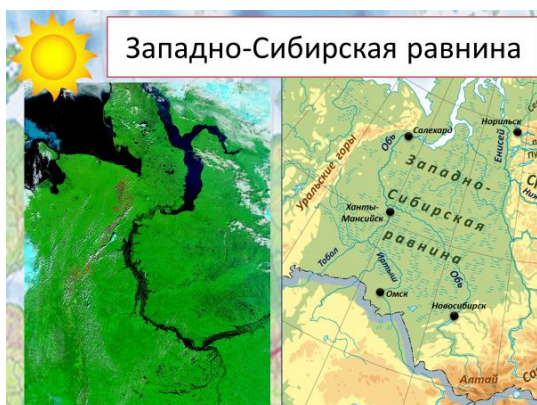 Западно-Сибирская равнина
Салехард
Норильск
Обь
Енисей
Уральские горы
Западно-
Сибирская
равнина
Ханты-
Мансийск
Тобол
Иртыш
Обь
Омск
Новосибирск
Алтай